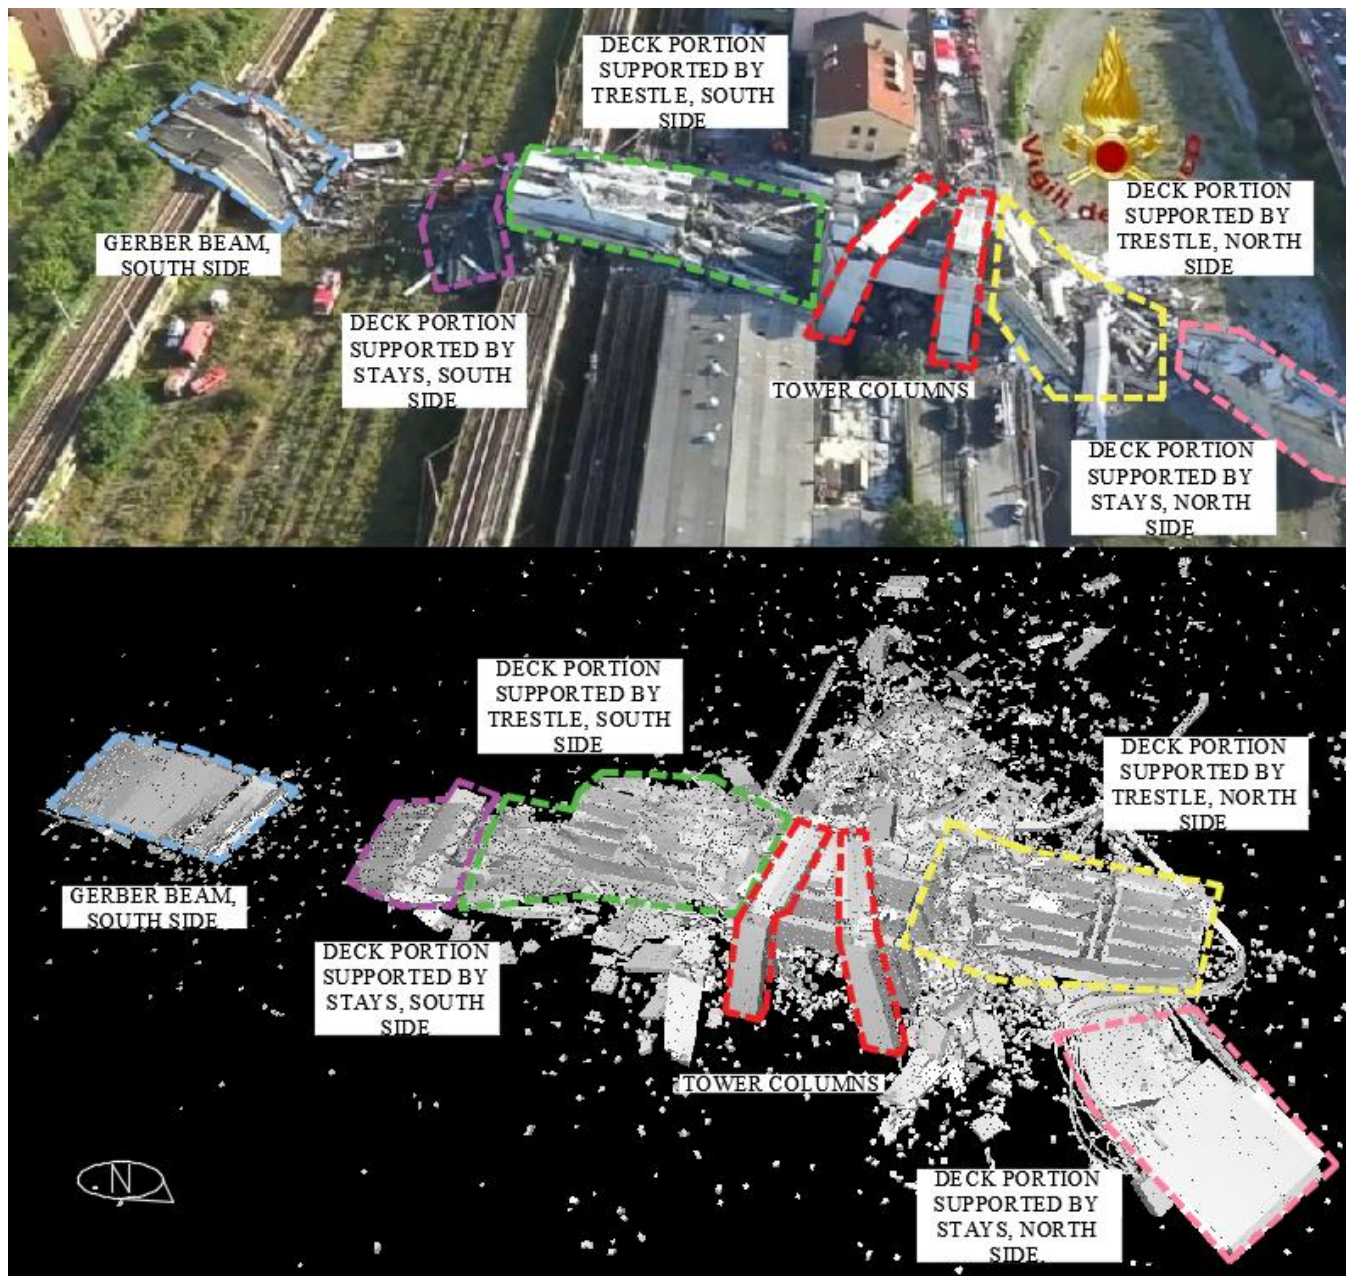 DECK PORTION
SUPPORTED BY
TRESTLE, SOUTH
SIDE
Vigili de
DECK PORTION
SUPPORTED BY
TRESTLE, NORTH
SIDE
GERBER BEAM,
SOUTH SIDE
DECK PORTION
SUPPORTED BY
STAYS, SOUTH
SIDE
TOWER COLUMNS
DECK PORTION
SUPPORTED BY
STAYS, NORTH
SIDE
DECK PORTION
SUPPORTED BY
TRESTLE, SOUTH
SIDE
DECK PORTION
SUPPORTED BY
TRESTLE, NORTH
SIDE
GERBER BEAM,
SOUTH SIDE
DECK PORTION
SUPPORTED BY
STAYS, SOUTH
SIDE
TOWER COLUMNS
N
DECK PORTION
SUPPORTED BY
STAYS, NORTH
SIDE